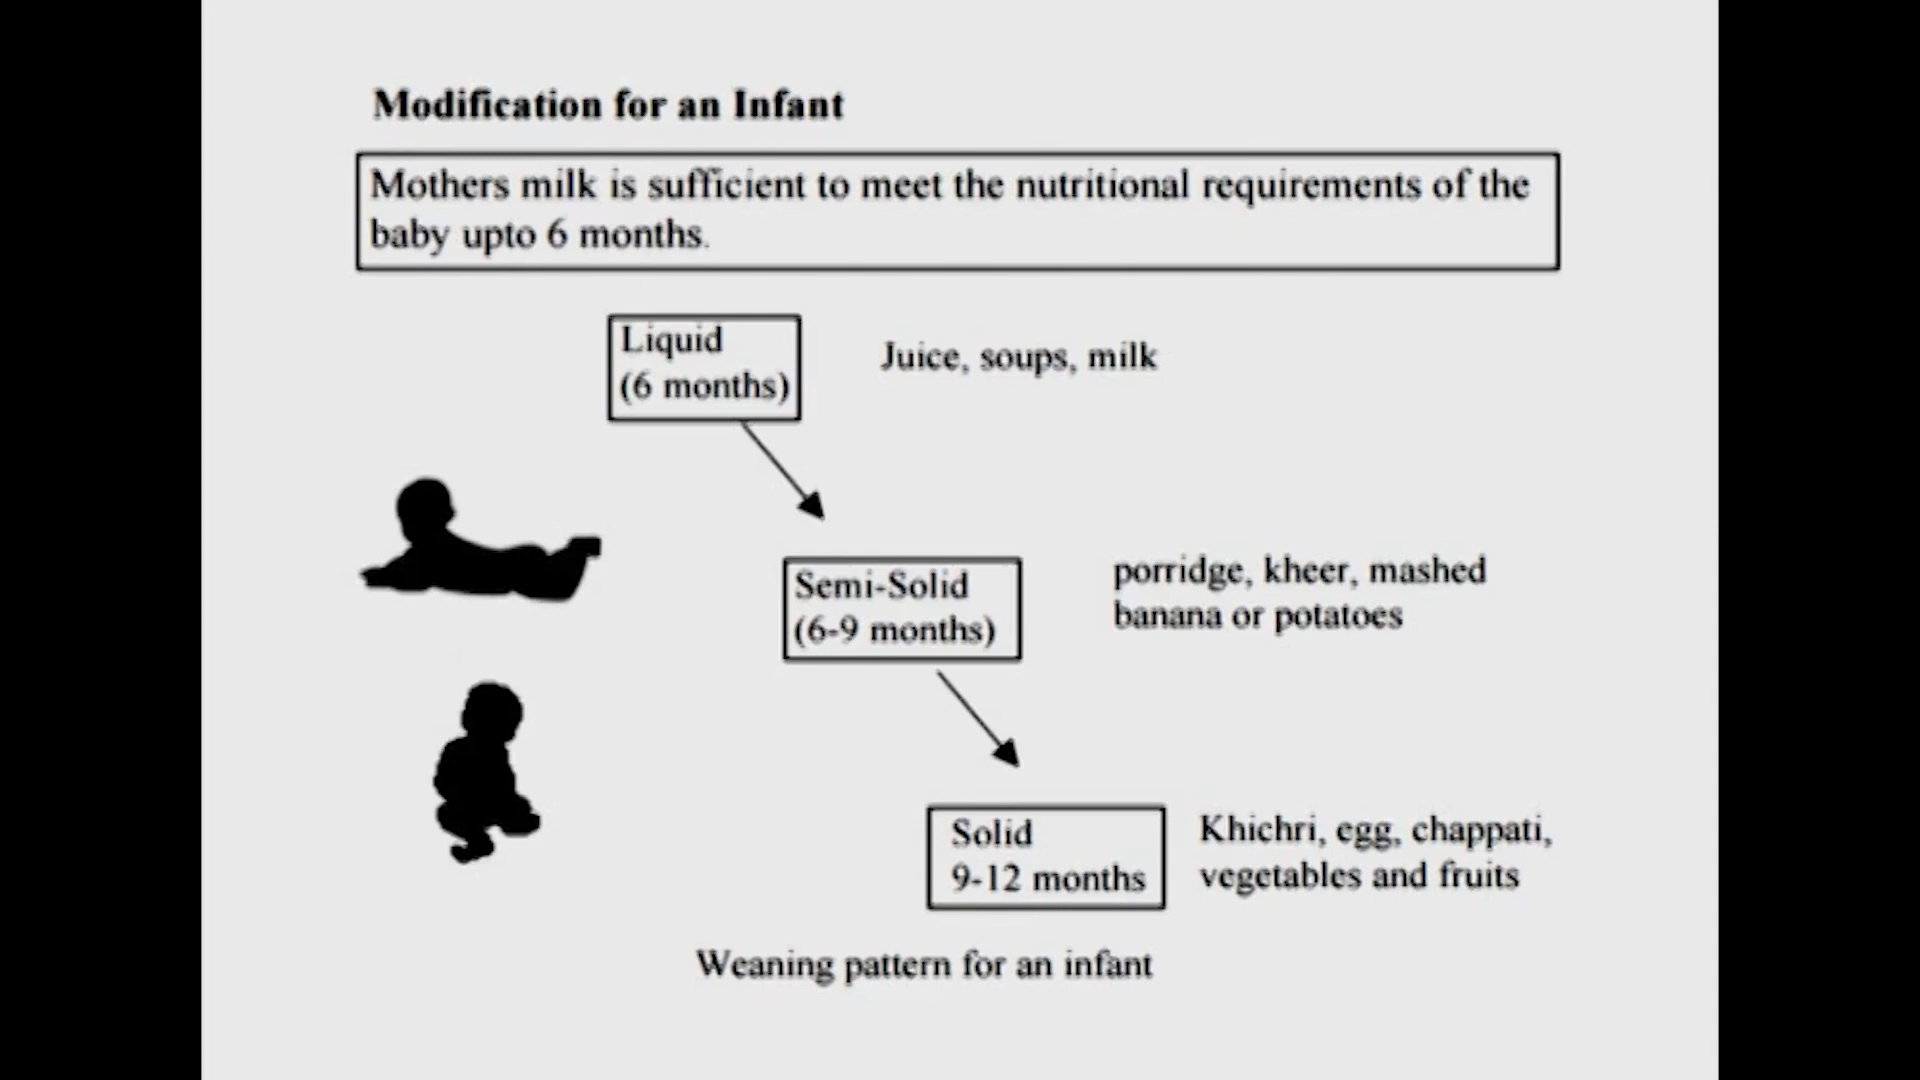 Modification for an Infant
Mothers milk is sufficient to meet the nutritional requirements of the
baby upto 6 months.
Liquid
(6 months)
Juice, soups, milk
Semi-Solid
(6-9 months)
porridge, kheer, mashed
banana or potatoes
Solid
9-12 months
Khichri, egg, chappati,
vegetables and fruits
Weaning pattern for an infant